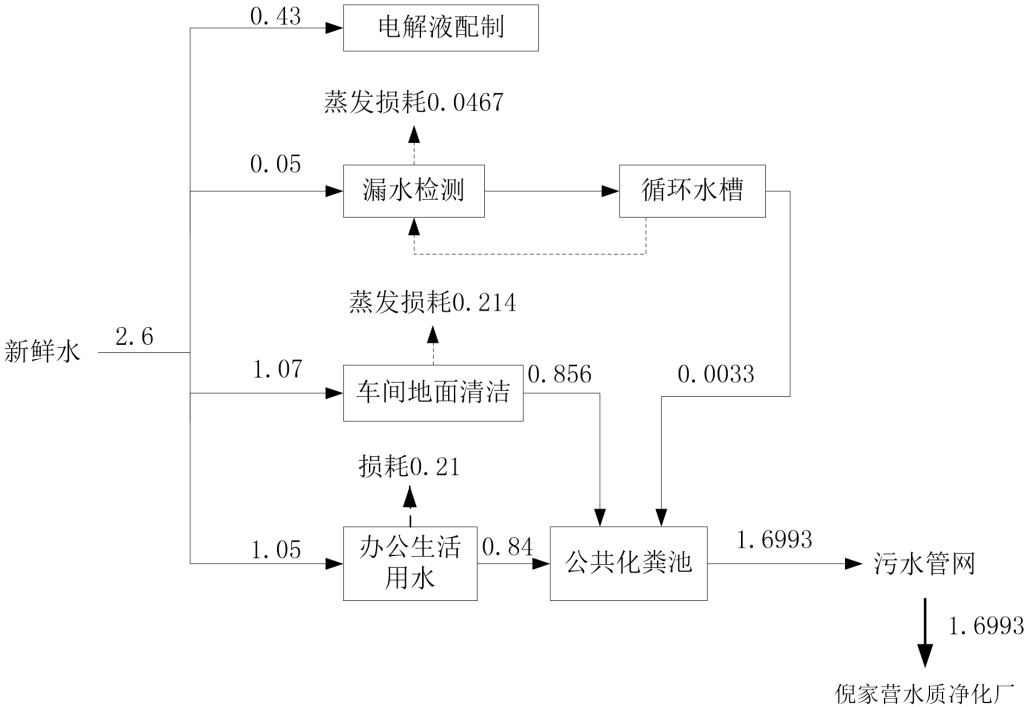 0.43
电解液配制
蒸发损耗0.0467
0.05
漏水检测
循环水槽
蒸发损耗0.214
新鲜水
2.6
1.07
车间地面清洁
0.856
0.0033
损耗0.21
1.05
办公生活
用水
0.84
公共化粪池
1.6993
污水管网
1.6993
倪家营水质净化厂